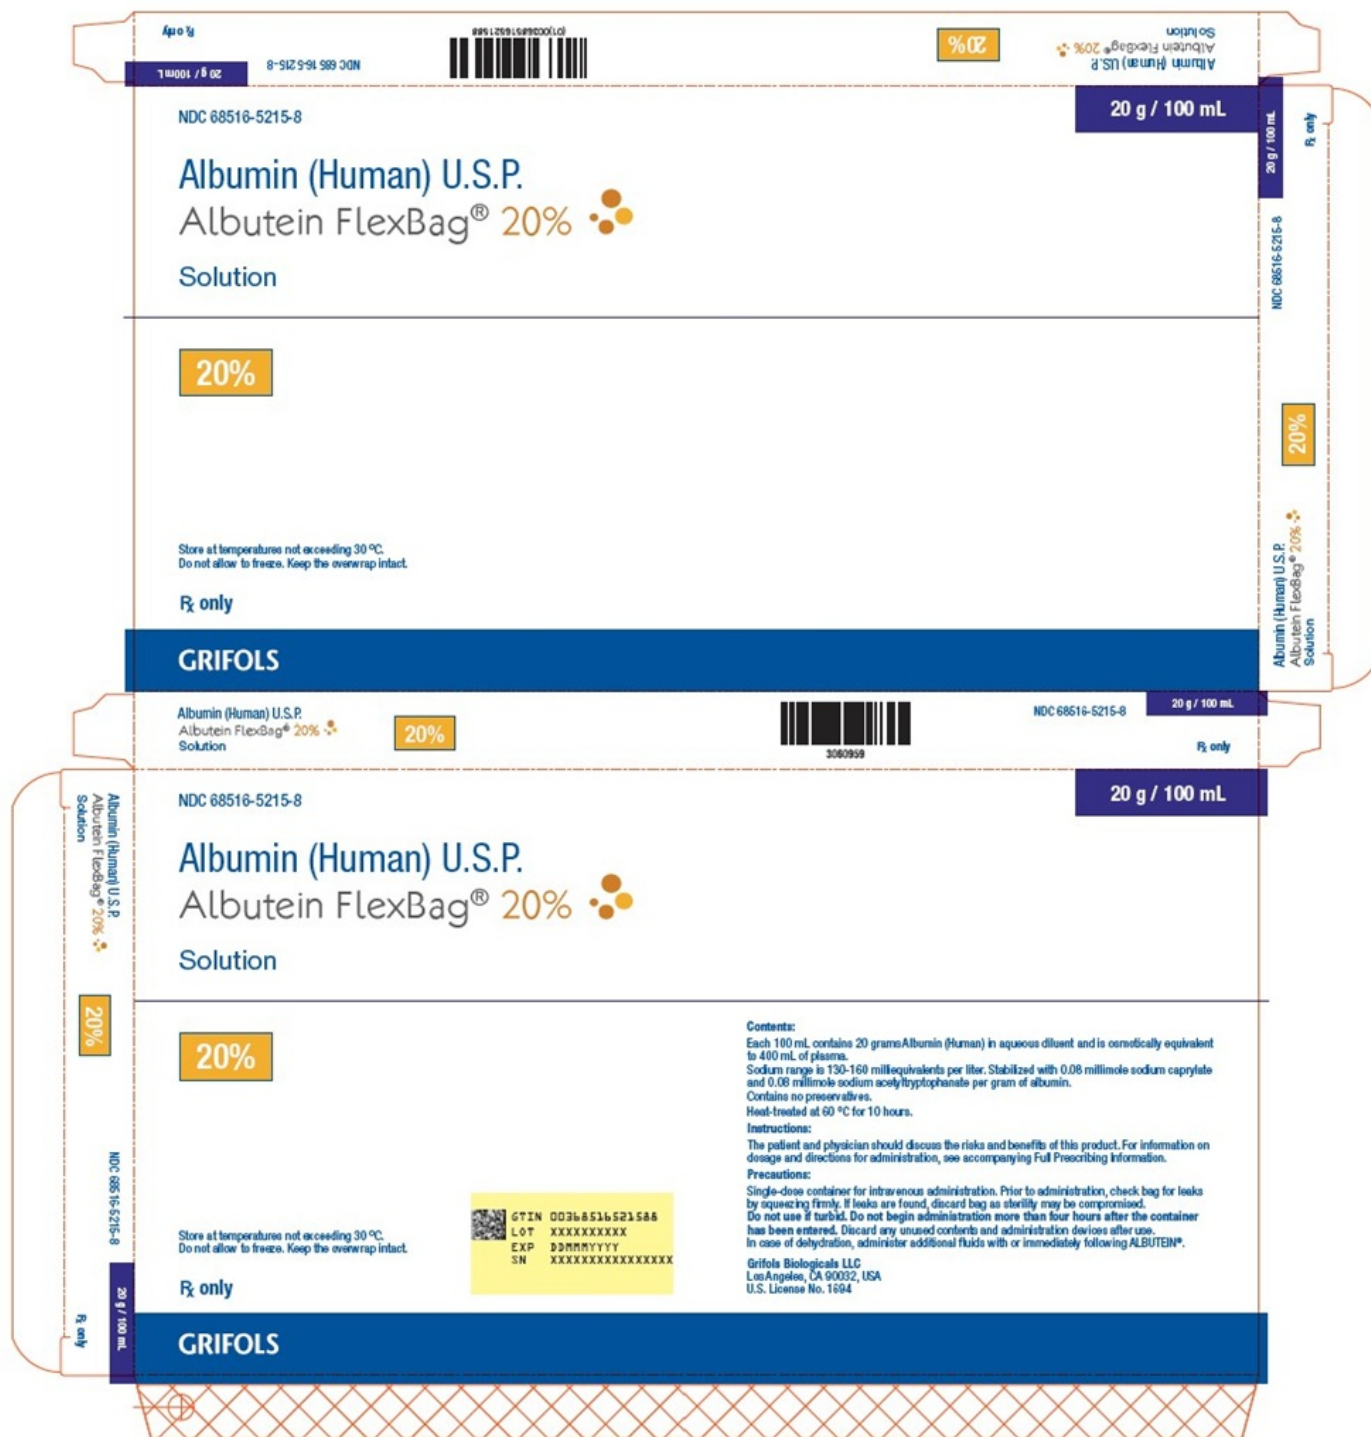 Rx only
20 g / 100mL
NDC 685 16-5 215-8
(01)00368516521588
20%
Albumin (Human) U.S.P.
Albutein FlexBag® 20%
Solution
NDC 68516-5215-8
20 g / 100 mL
Albumin (Human) U.S.P.
Albutein FlexBag® 20%
Solution
20%
Store at temperatures not exceeding 30 ºC.
Do not allow to freeze. Keep the overwrap intact.
Rx only
GRIFOLS
Rx only
20 g / 100 mL
NDC 68516-5215-8
20%
Albumin (Human) U.S.P.
Albutein FlexBag® 20%
Solution
Albumin (Human) U.S.P.
Albutein FlexBag® 20%
Solution
20%
3060959
NDC 68516-5215-8
20 g / 100 mL
Rx only
Albumin (Human) U.S.P.
Albutein FlexBag® 20%
Solution
20%
NDC 68516-5215-8
20 g / 100 mL
Rx only
NDC 68516-5215-8
20 g / 100 mL
Albumin (Human) U.S.P.
Albutein FlexBag® 20%
Solution
20%
Store at temperatures not exceeding 30 ºC.
Do not allow to freeze. Keep the overwrap intact.
Rx only
GTIN 00368516521588
LOT XXXXXXXXXX
EXP DDMMMYYYY
SN XXXXXXXXXXXXXXXX
Contents:
Each 100 mL contains 20 grams Albumin (Human) in aqueous diluent and is osmotically equivalent
to 400 mL of plasma.
Sodium range is 130-160 milliequivalents per liter. Stabilized with 0.08 millimole sodium caprylate
and 0.08 millimole sodium acetyltryptophanate per gram of albumin.
Contains no preservatives.
Heat-treated at 60 ºC for 10 hours.
Instructions:
The patient and physician should discuss the risks and benefits of this product. For information on
dosage and directions for administration, see accompanying Full Prescribing Information.
Precautions:
Single-dose container for intravenous administration. Prior to administration, check bag for leaks
by squeezing firmly. If leaks are found, discard bag as sterility may be compromised.
Do not use if turbid. Do not begin administration more than four hours after the container
has been entered. Discard any unused contents and administration devices after use.
In case of dehydration, administer additional fluids with or immediately following ALBUTEIN®.
Grifols Biologicals LLC
Los Angeles, CA 90032, USA
U.S. License No. 1694
GRIFOLS